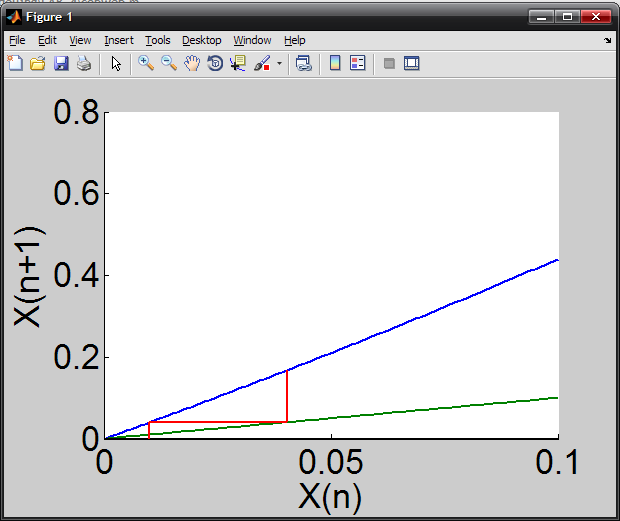 Figure 1
File Edit View Insert Tools Desktop Window Help
0.8
0.6
0.4
0.2
0
X(n+1)
0 0.05 0.1
X(n)